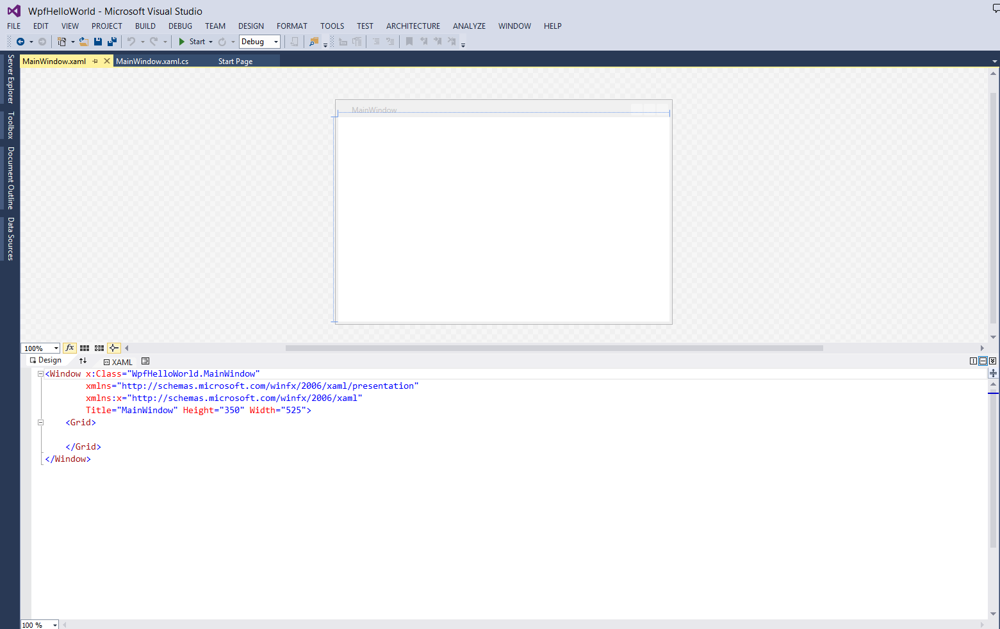 WpfHelloWorld - Microsoft Visual Studio
FILE EDIT VIEW PROJECT BUILD DEBUG TEAM DESIGN FORMAT TOOLS TEST ARCHITECTURE ANALYZE WINDOW HELP
Start Debug
MainWindow.xaml MainWindow.xaml.cs Start Page
Server Explorer
Toolbox
Document Outline
Data Sources
MainWindow
100% fx
Design XAML
<Window x:Class="WpfHelloWorld.MainWindow"
xmlns="http://schemas.microsoft.com/winfx/2006/xaml/presentation"
xmlns:x="http://schemas.microsoft.com/winfx/2006/xaml"
Title="MainWindow" Height="350" Width="525">
<Grid>
</Grid>
</Window>
100 %